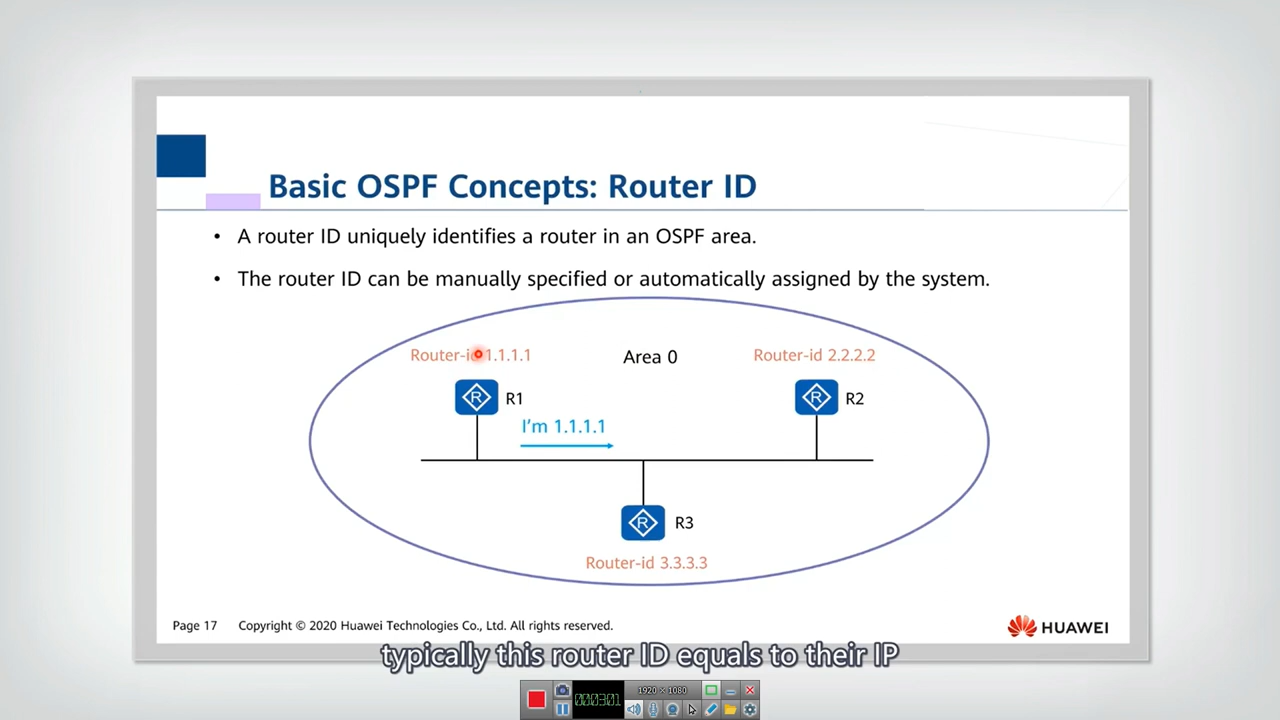 Basic OSPF Concepts: Router ID
• A router ID uniquely identifies a router in an OSPF area.
• The router ID can be manually specified or automatically assigned by the system.
Router-id 1.1.1.1
Area 0
Router-id 2.2.2.2
R
R1
R
R2
I'm 1.1.1.1
R
R3
Router-id 3.3.3.3
Page 17
Copyright © 2020 Huawei Technologies Co., Ltd. All rights reserved.
HUAWEI
typically this router ID equals to their IP
000301
1920 × 1080